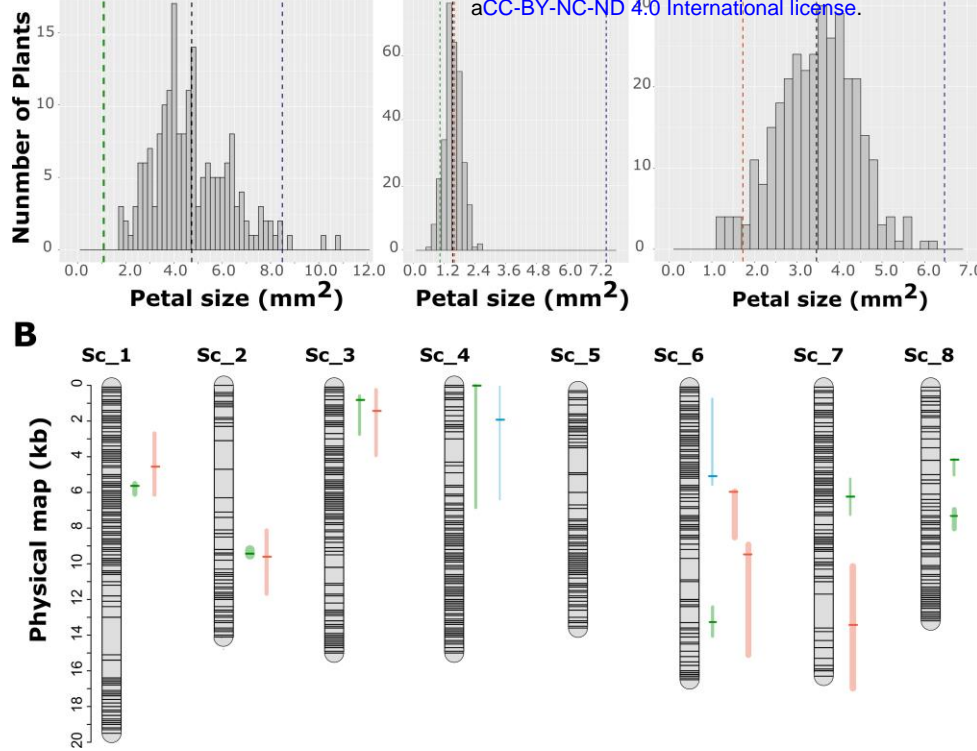 aCC-BY-NC-ND 4.0 International license.
Nunmber of Plants
15
10
5
0
60
40
20
0
20
10
0
0.0 2.0 4.0 6.0 8.0 10.0 12.0
0.0 1.2 2.4 3.6 4.8 6.0 7.2
0.0 1.0 2.0 3.0 4.0 5.0 6.0 7.0
Petal size (mm²) Petal size (mm²) Petal size (mm²)
B
Sc_1 Sc_2 Sc_3 Sc_4 Sc_5 Sc_6 Sc_7 Sc_8
Physical map (kb)
0
2
4
6
8
10
12
14
16
18
20